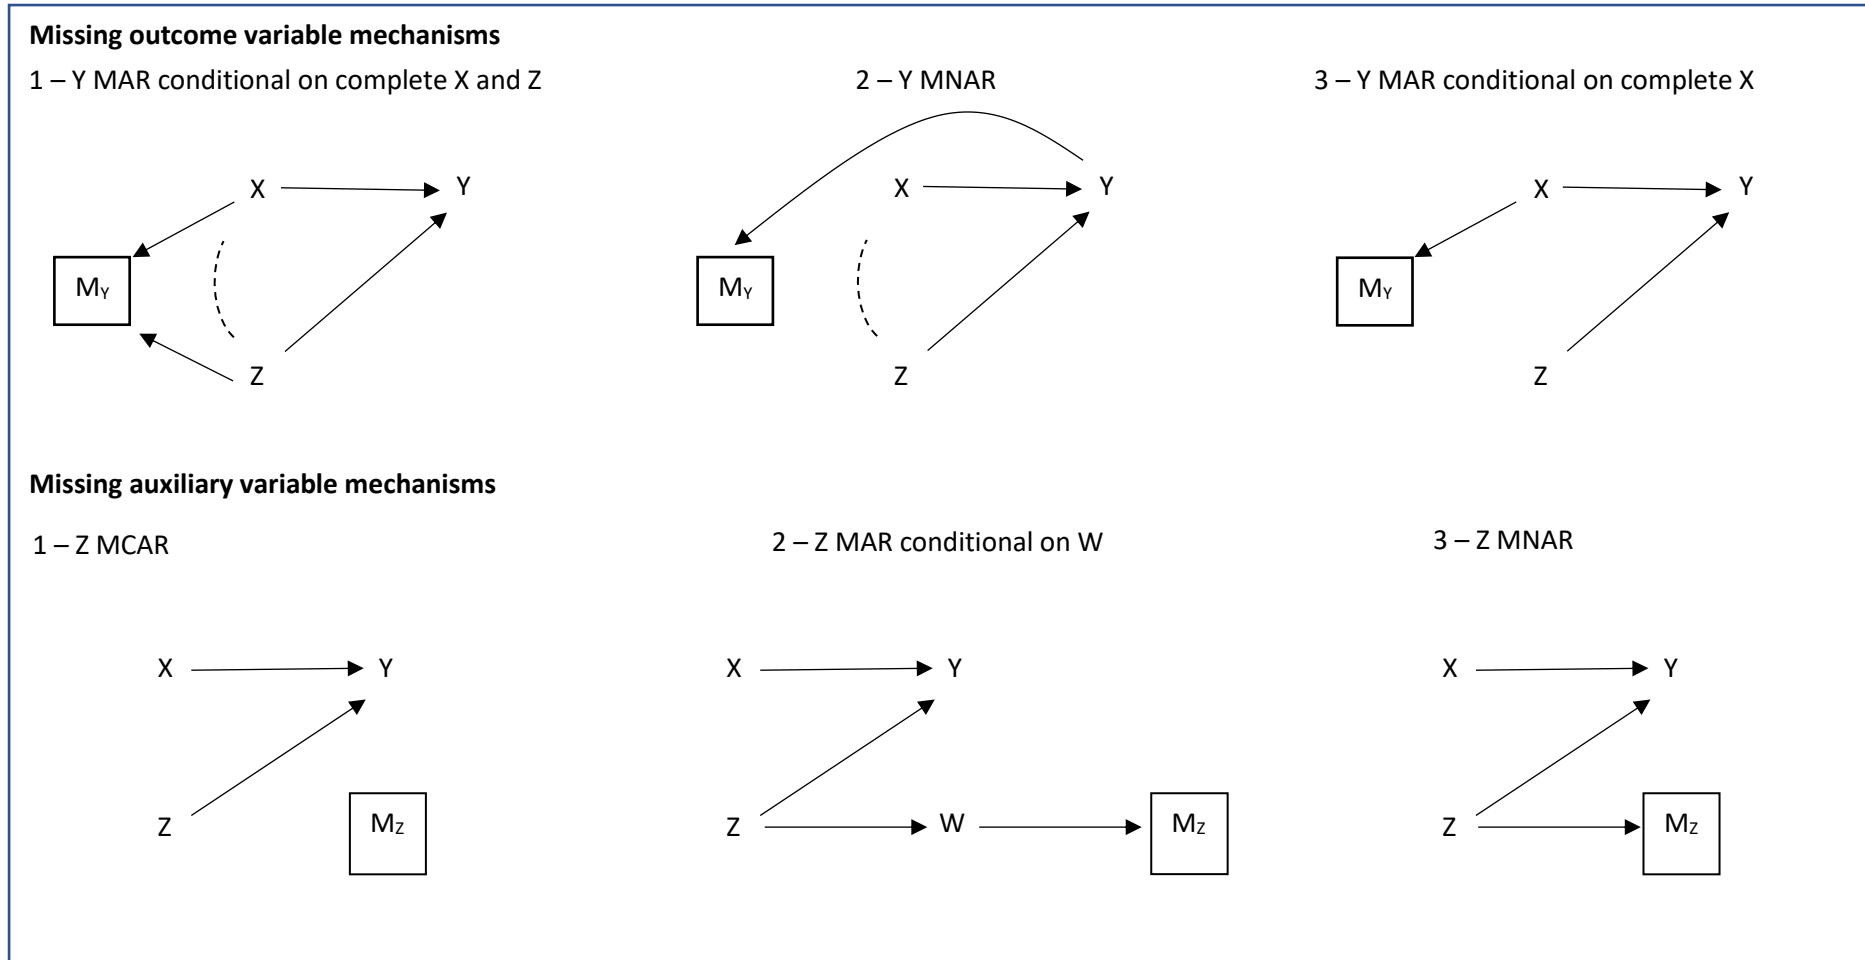 Missing outcome variable mechanisms
1 – Y MAR conditional on complete X and Z
2 – Y MNAR
3 – Y MAR conditional on complete X
X
Y
X
Y
X
Y
MY
MY
MY
Z
Z
Z
Missing auxiliary variable mechanisms
1 – Z MCAR
2 – Z MAR conditional on W
3 – Z MNAR
X
Y
X
Y
X
Y
Z
MZ
Z
W
MZ
Z
MZ